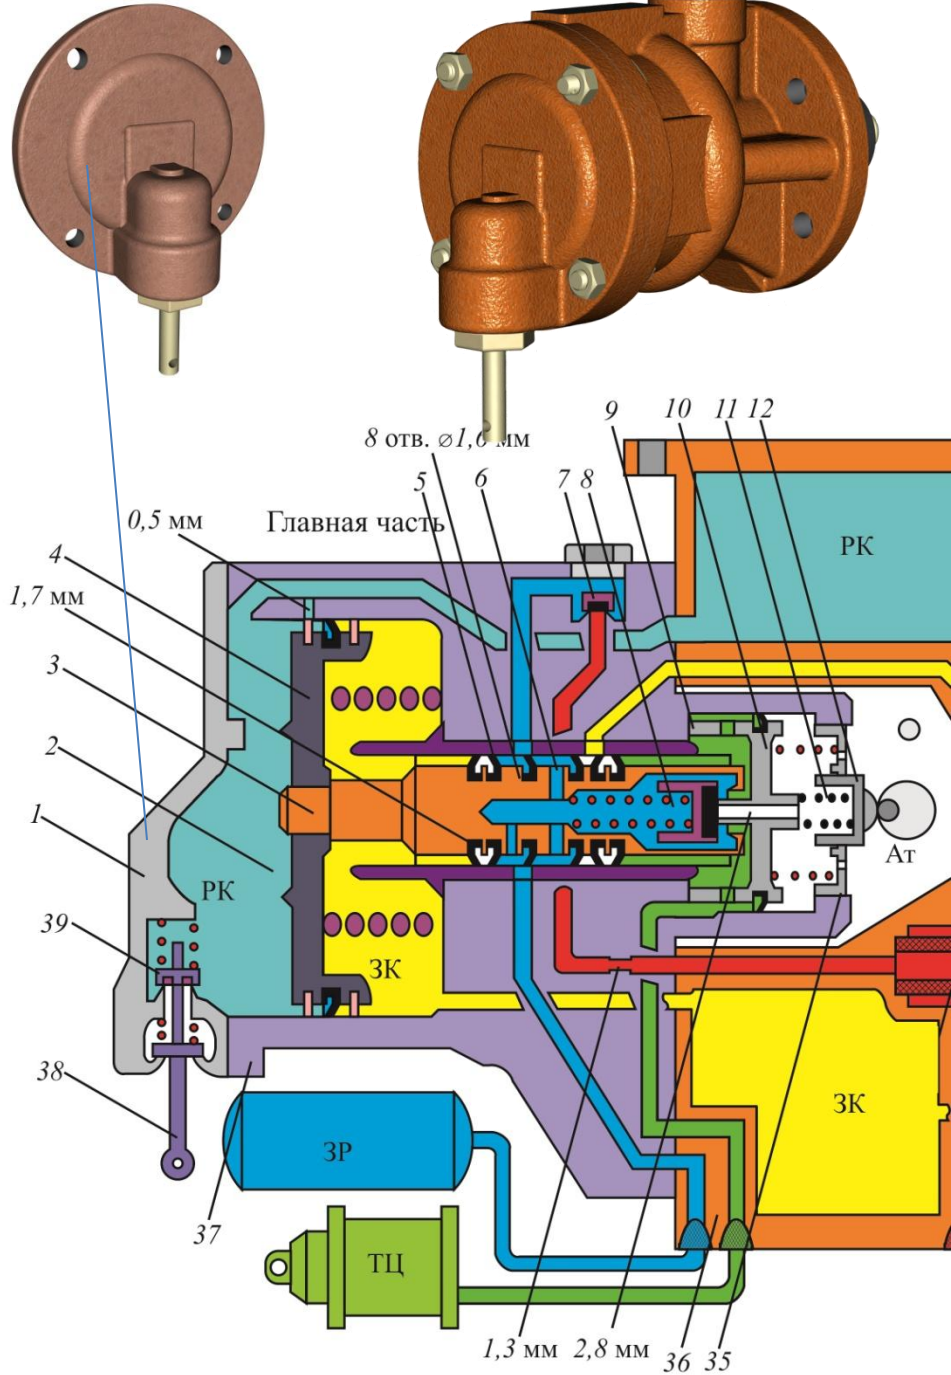 9
10
11 12
8 отв. ⌀1,6 мм
5
6
7 8
0,5 мм
Главная часть
4
1,7 мм
3
2
1
РК
РК
Ат
39
ЗК
38
ЗК
ЗР
37
ТЦ
1,3 мм
2,8 мм
36
35